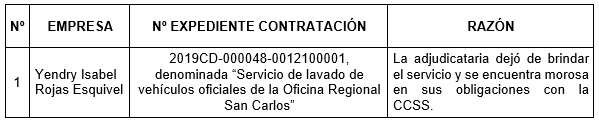 Nº EMPRESA Nº EXPEDIENTE CONTRATACIÓN RAZÓN
1
Yendry Isabel
Rojas Esquivel
2019CD-000048-0012100001,
denominada “Servicio de lavado de
vehículos oficiales de la Oficina Regional
San Carlos”
La adjudicataria dejó de brindar
el servicio y se encuentra morosa
en sus obligaciones con la
CCSS.